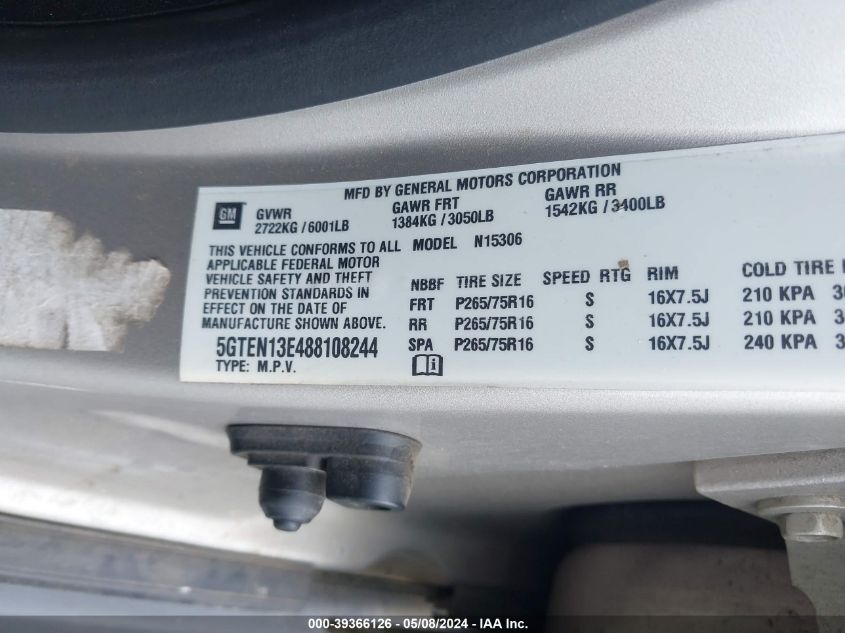 MFD BY GENERAL MOTORS CORPORATION
GM
GVWR GAWR FRT GAWR RR
2722KG / 6001LB 1384KG / 3050LB 1542KG / 3400LB
THIS VEHICLE CONFORMS TO ALL MODEL N15306
APPLICABLE FEDERAL MOTOR
VEHICLE SAFETY AND THEFT
PREVENTION STANDARDS IN
EFFECT ON THE DATE OF
MANUFACTURE SHOWN ABOVE.
NBBF TIRE SIZE SPEED RTG RIM COLD TIRE
FRT P265/75R16 S 16X7.5J 210 KPA
RR P265/75R16 S 16X7.5J 210 KPA
SPA P265/75R16 S 16X7.5J 240 KPA
5GTEN13E488108244
TYPE: M.P.V.
000-39366126 - 05/08/2024 - IAA Inc.